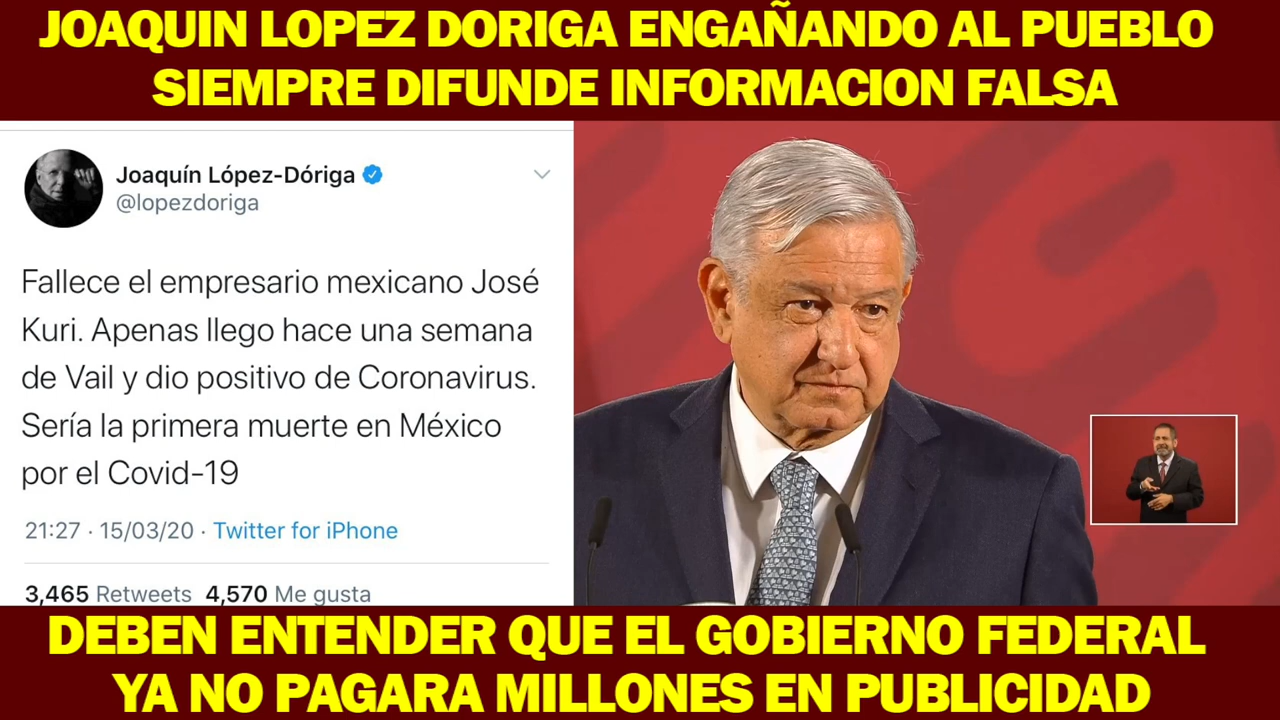 JOAQUIN LOPEZ DORIGA ENGAÑANDO AL PUEBLO
SIEMPRE DIFUNDE INFORMACION FALSA
Joaquín López-Dóriga
@lopezdoriga
Fallece el empresario mexicano José
Kuri. Apenas llego hace una semana
de Vail y dio positivo de Coronavirus.
Sería la primera muerte en México
por el Covid-19
21:27 · 15/03/20 · Twitter for iPhone
3,465 Retweets 4,570 Me gusta
DEBEN ENTENDER QUE EL GOBIERNO FEDERAL
YA NO PAGARA MILLONES EN PUBLICIDAD